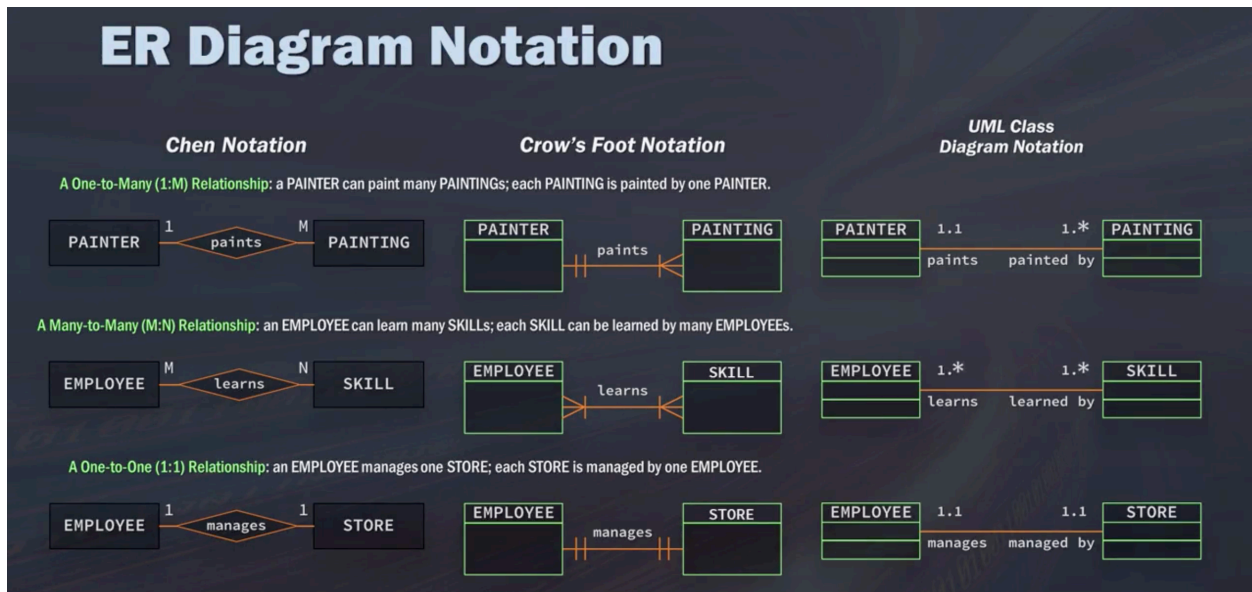 ER Diagram Notation
Chen Notation
Crow's Foot Notation
UML Class
Diagram Notation
A One-to-Many (1:M) Relationship: a PAINTER can paint many PAINTINGs; each PAINTING is painted by one PAINTER.
PAINTER 1 paints M PAINTING
PAINTER paints PAINTING
PAINTER 1.1 1.* PAINTING
paints painted by
A Many-to-Many (M:N) Relationship: an EMPLOYEE can learn many SKILLs; each SKILL can be learned by many EMPLOYEEs.
EMPLOYEE M learns N SKILL
EMPLOYEE learns SKILL
EMPLOYEE 1.* 1.* SKILL
learns learned by
A One-to-One (1:1) Relationship: an EMPLOYEE manages one STORE; each STORE is managed by one EMPLOYEE.
EMPLOYEE 1 manages 1 STORE
EMPLOYEE manages STORE
EMPLOYEE 1.1 1.1 STORE
manages managed by